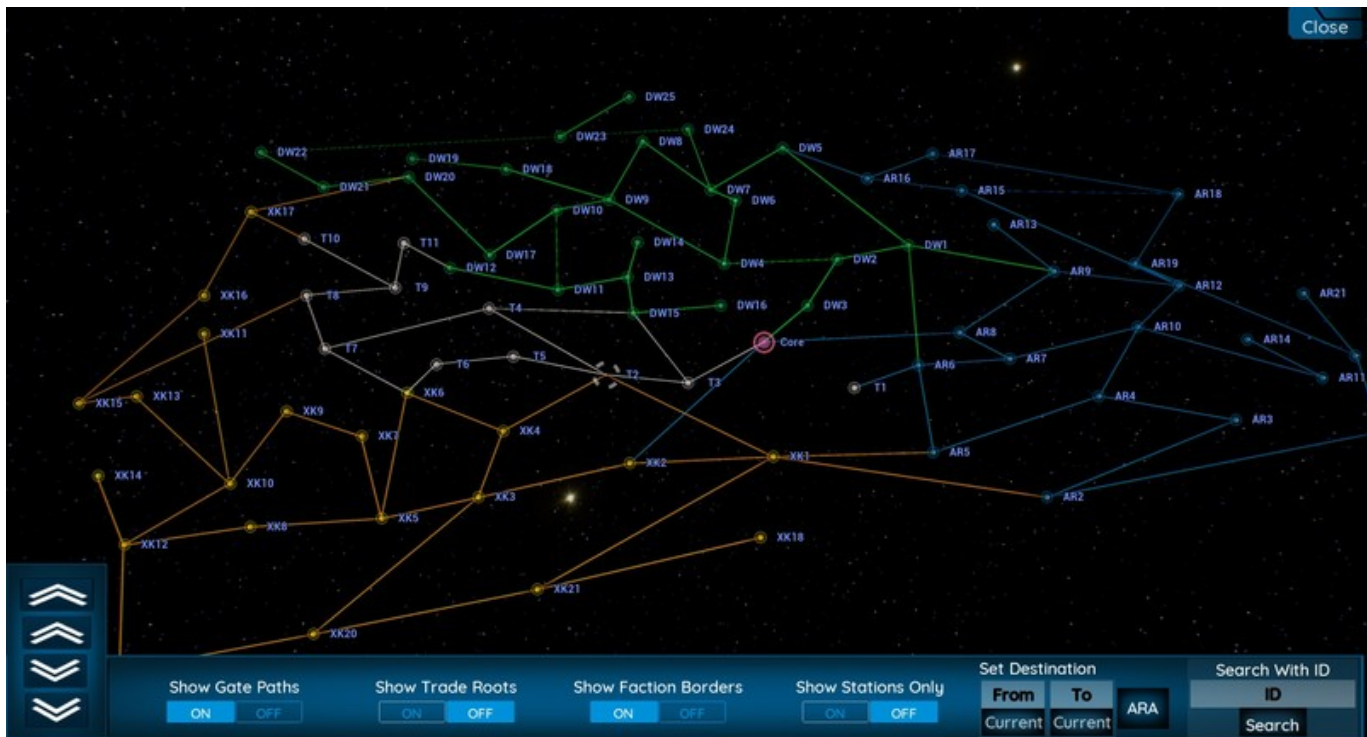 Close
DW25
DW24
DW23
DW8
DW5
DW22
DW19
DW18
AR17
AR16
AR15
AR18
DW21
DW20
DW7
DW6
DW9
DW10
XK17
AR13
T10
T11
DW14
DW1
DW17
DW12
DW4
DW2
AR19
AR9
DW13
T9
DW11
AR12
XK16
T8
AR21
T4
DW15
DW16
DW3
AR10
XK11
AR8
Core
AR14
T7
T5
AR7
T6
AR6
T2
T3
T1
AR11
XK6
XK13
XK15
AR4
XK9
AR3
XK4
XK7
AR5
XK1
XK2
XK14
XK10
XK3
AR2
XK5
XK8
XK18
XK12
XK21
XK20
Show Gate Paths
ON OFF
Show Trade Roots
ON OFF
Show Faction Borders
ON OFF
Show Stations Only
ON OFF
Set Destination
From To
Current Current
ARA
Search With ID
ID
Search